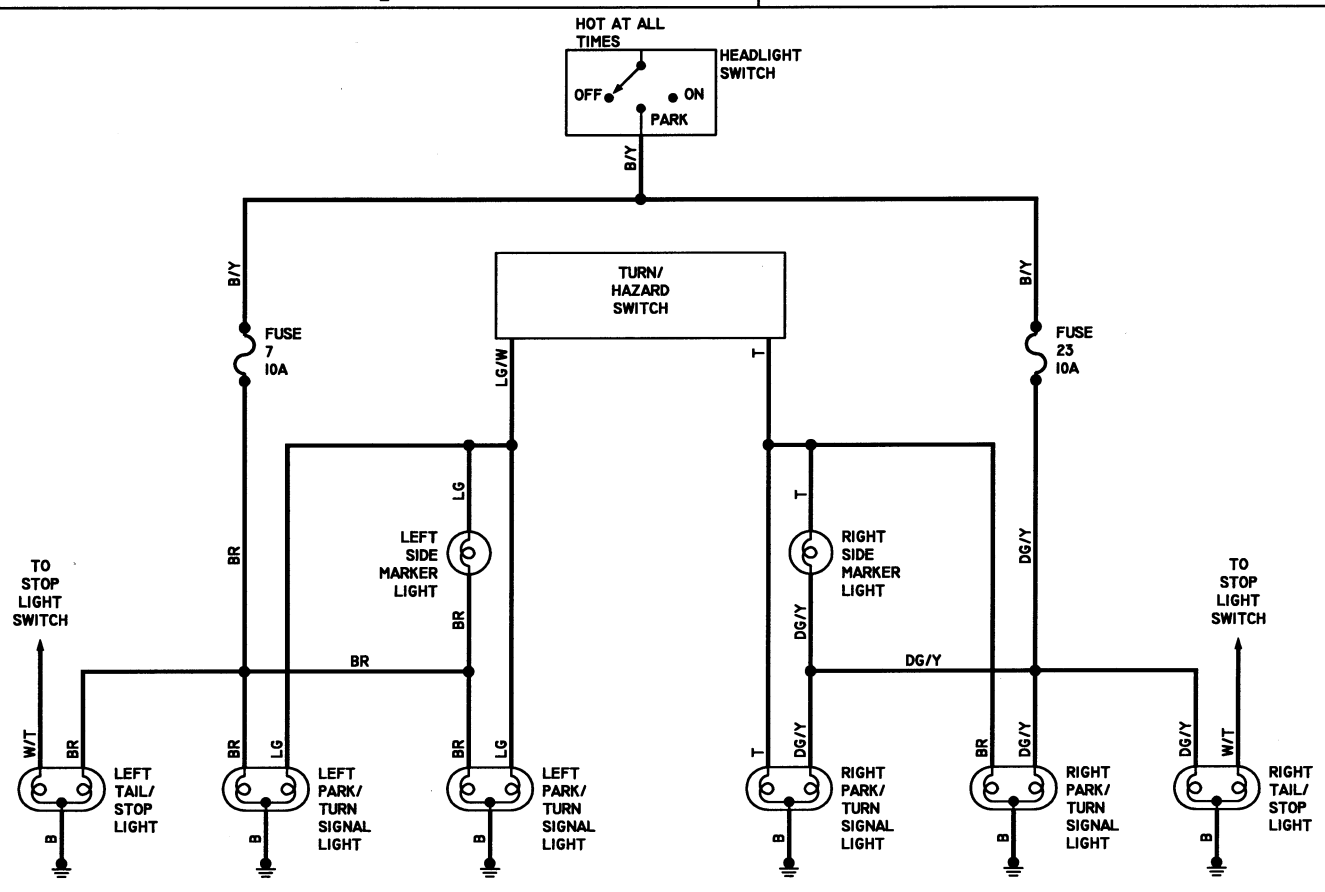 HOT AT ALL
TIMES
HEADLIGHT
SWITCH
OFF
ON
PARK
B/Y
B/Y
B/Y
TURN/
HAZARD
SWITCH
FUSE
7
10A
FUSE
23
10A
LG/W
T
LG
T
LEFT
SIDE
MARKER
LIGHT
RIGHT
SIDE
MARKER
LIGHT
BR
DG/Y
TO
STOP
LIGHT
SWITCH
TO
STOP
LIGHT
SWITCH
BR
DG/Y
BR
DG/Y
W/T
BR
BR
LG
BR
LG
T
DG/Y
BR
DG/Y
DG/Y
W/T
LEFT
TAIL/
STOP
LIGHT
LEFT
PARK/
TURN
SIGNAL
LIGHT
LEFT
PARK/
TURN
SIGNAL
LIGHT
RIGHT
PARK/
TURN
SIGNAL
LIGHT
RIGHT
PARK/
TURN
SIGNAL
LIGHT
RIGHT
TAIL/
STOP
LIGHT
B
B
B
B
B
B